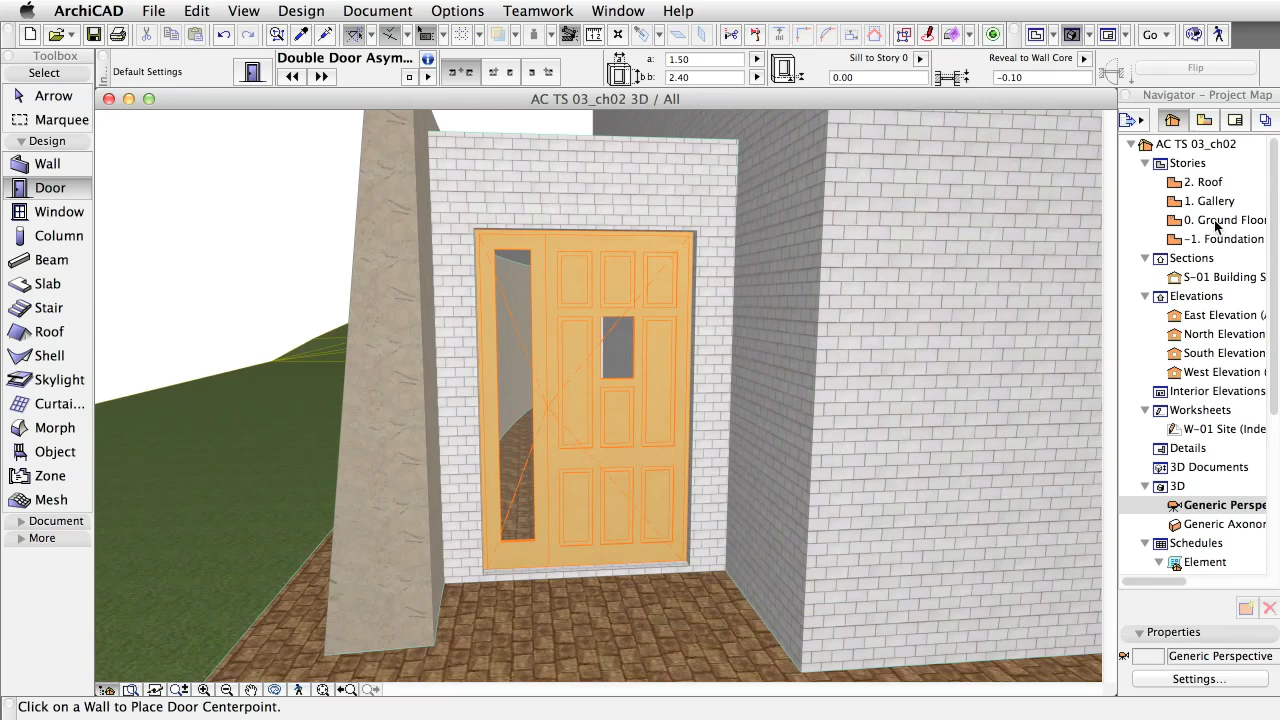 ArchiCAD File Edit View Design Document Options Teamwork Window Help
Go
Toolbox
Select
Arrow
Marquee
Design
Wall
Door
Window
Column
Beam
Slab
Stair
Roof
Shell
Skylight
Curtai...
Morph
Object
Zone
Mesh
Document
More
Default Settings
Double Door Asym...
a: 1.50
b: 2.40
b
Sill to Story 0
0.00
Reveal to Wall Core
-0.10
Flip
AC TS 03_ch02 3D / All
Navigator - Project Map
AC TS 03_ch02
Stories
2. Roof
1. Gallery
0. Ground Floor
-1. Foundation
Sections
S-01 Building S
Elevations
East Elevation (
North Elevation
South Elevation
West Elevation (
Interior Elevations
Worksheets
W-01 Site (Inde
Details
3D Documents
3D
Generic Perspe
Generic Axonor
Schedules
Element
Properties
Generic Perspective
Settings...
Click on a Wall to Place Door Centerpoint.